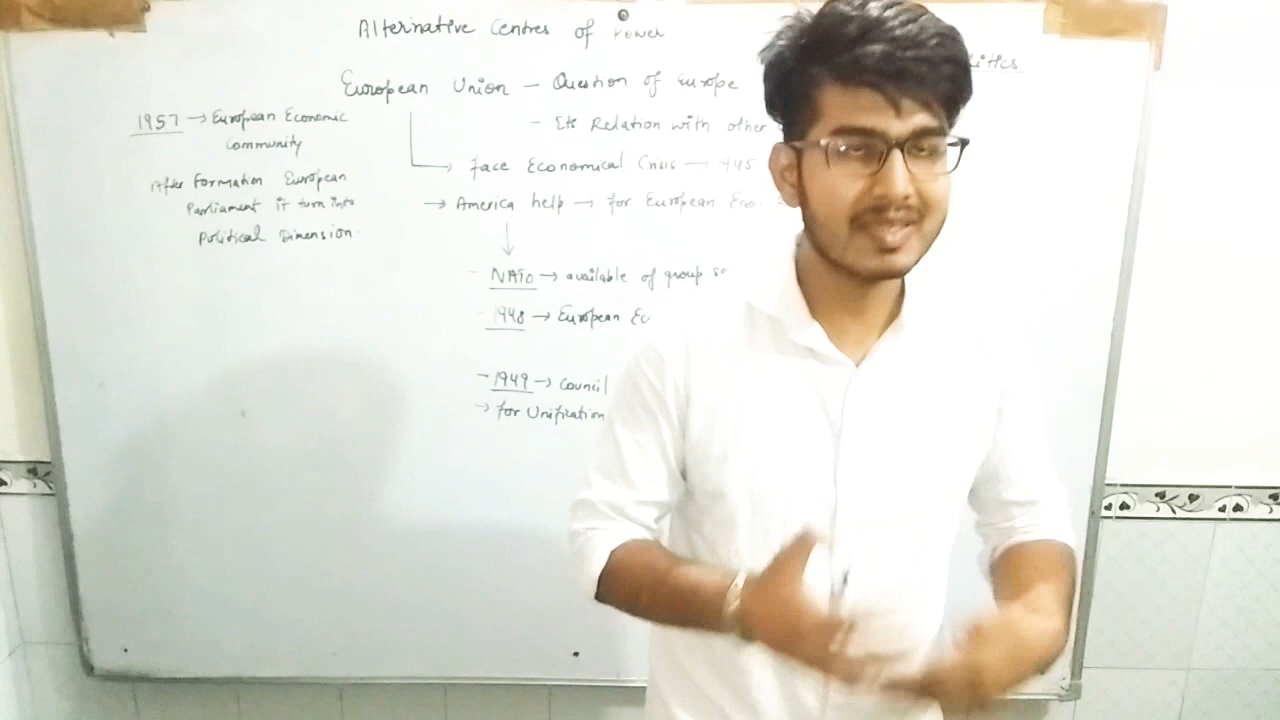 Alternative Centres of Power
European Union - Question of Europe
- Its Relation with other
1957 → European Economic
Community
After Formation European
Parliament it turn into
Political Dimension.
→ Face Economical Crisis → 1945
→ America help → for European Eco.
- NATO → available of group
- 1948 → European Ec
- 1949 → Council
→ For Unification